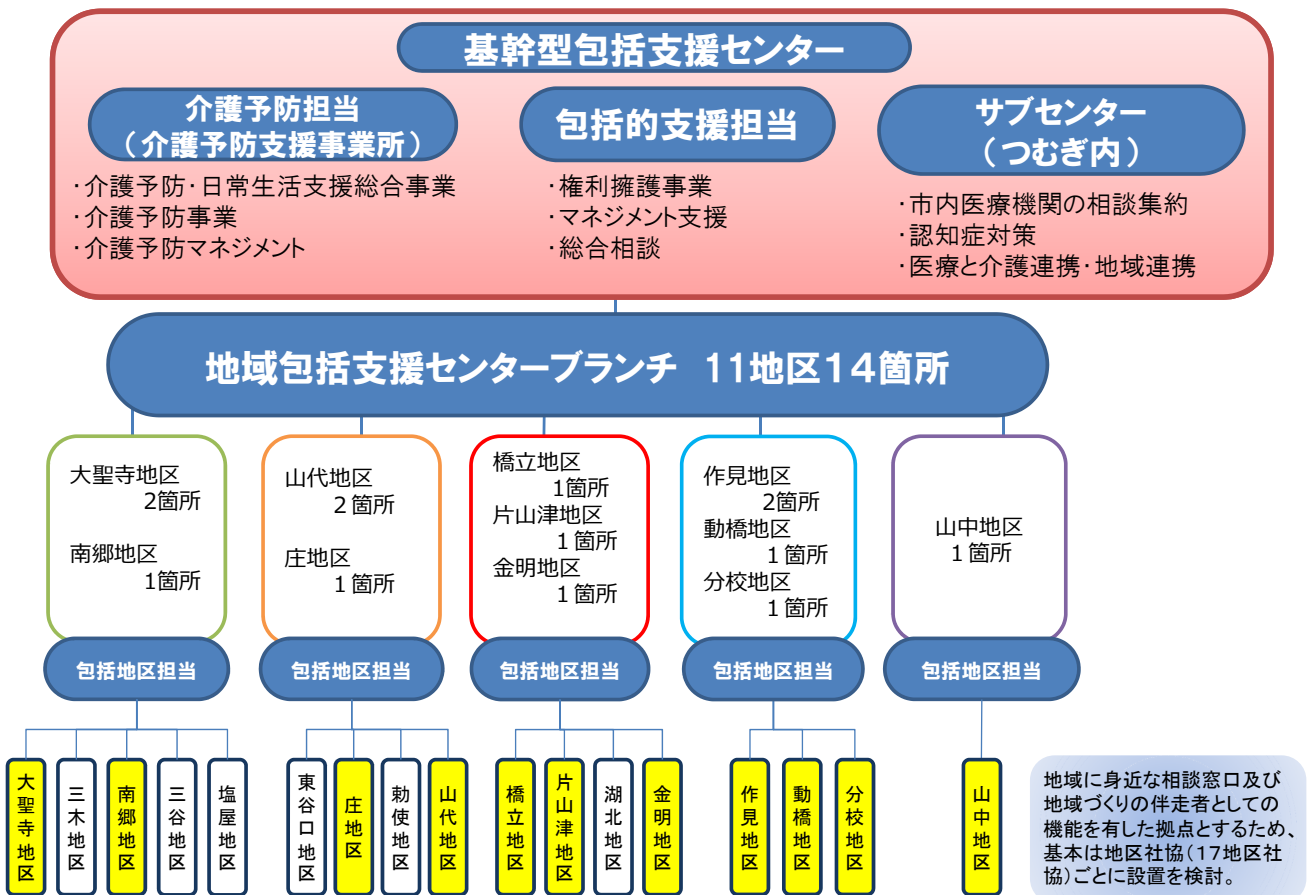 基幹型包括支援センター
介護予防担当
（介護予防支援事業所）
・介護予防・日常生活支援総合事業
・介護予防事業
・介護予防マネジメント
包括的支援担当
・権利擁護事業
・マネジメント支援
・総合相談
サブセンター
（つむぎ内）
・市内医療機関の相談集約
・認知症対策
・医療と介護連携・地域連携
地域包括支援センターブランチ　11地区14箇所
大聖寺地区
2箇所
南郷地区
1箇所
山代地区
２箇所
庄地区
１箇所
橋立地区
1箇所
片山津地区
１箇所
金明地区
１箇所
作見地区
2箇所
動橋地区
１箇所
分校地区
１箇所
山中地区
１箇所
包括地区担当
包括地区担当
包括地区担当
包括地区担当
包括地区担当
大聖寺地区
三木地区
南郷地区
三谷地区
塩屋地区
東谷口地区
庄地区
勅使地区
山代地区
橋立地区
片山津地区
湖北地区
金明地区
作見地区
動橋地区
分校地区
山中地区
地域に身近な相談窓口及び
地域づくりの伴走者としての
機能を有した拠点とするため、
基本は地区社協（17地区社
協）ごとに設置を検討。